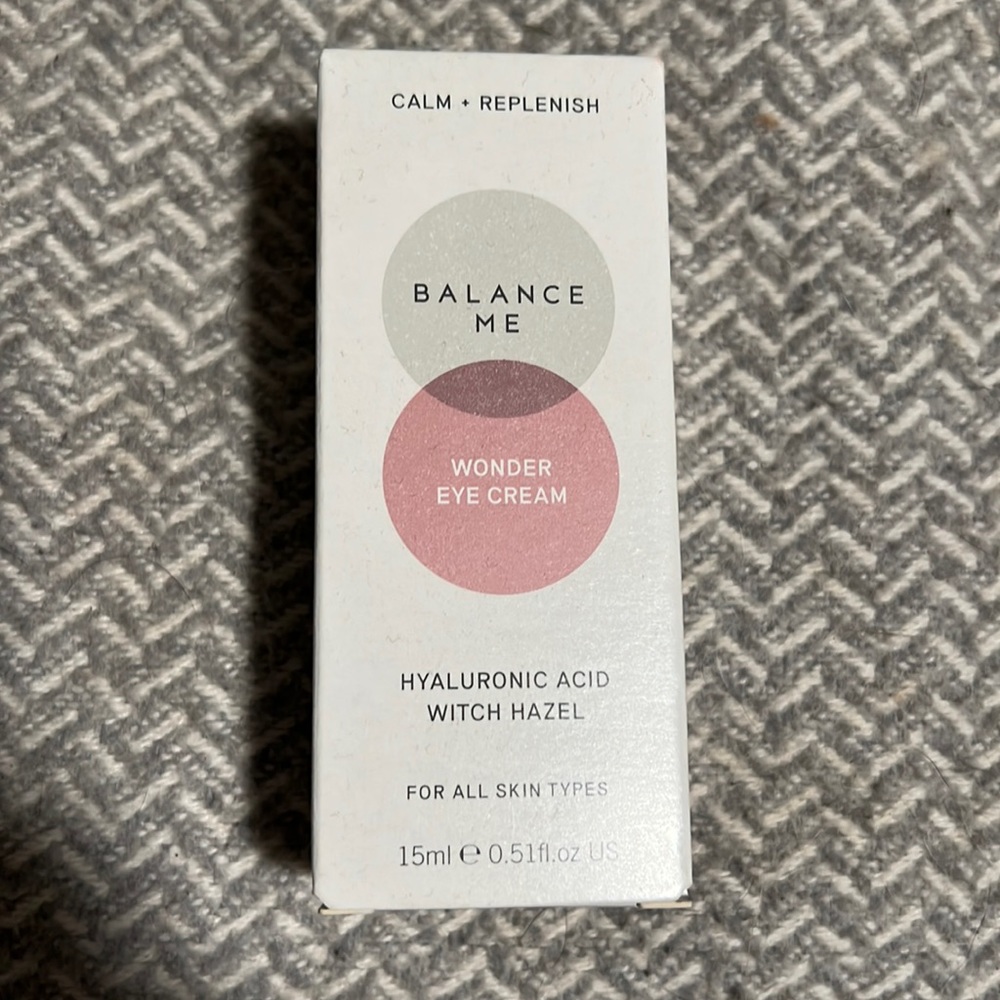 CALM + REPLENISH
BALANCE
ME
WONDER
EYE CREAM
HYALURONIC ACID
WITCH HAZEL
FOR ALL SKIN TYPES
15ml ℮ 0.51fl.oz US